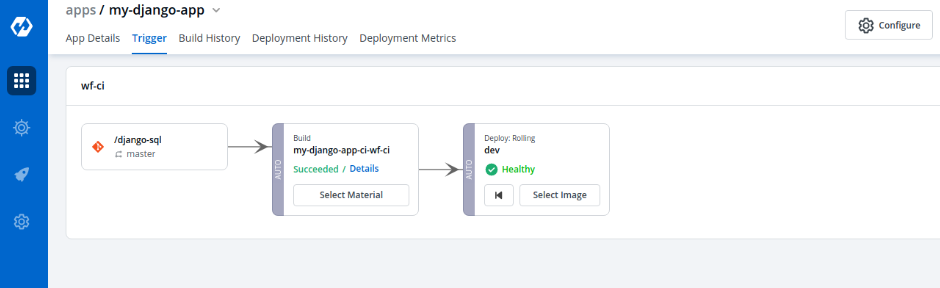 apps / my-django-app
App Details Trigger Build History Deployment History Deployment Metrics
Configure
wf-ci
/django-sql
master
AUTO
Build
my-django-app-ci-wf-ci
Succeeded / Details
Select Material
AUTO
Deploy: Rolling
dev
Healthy
Select Image